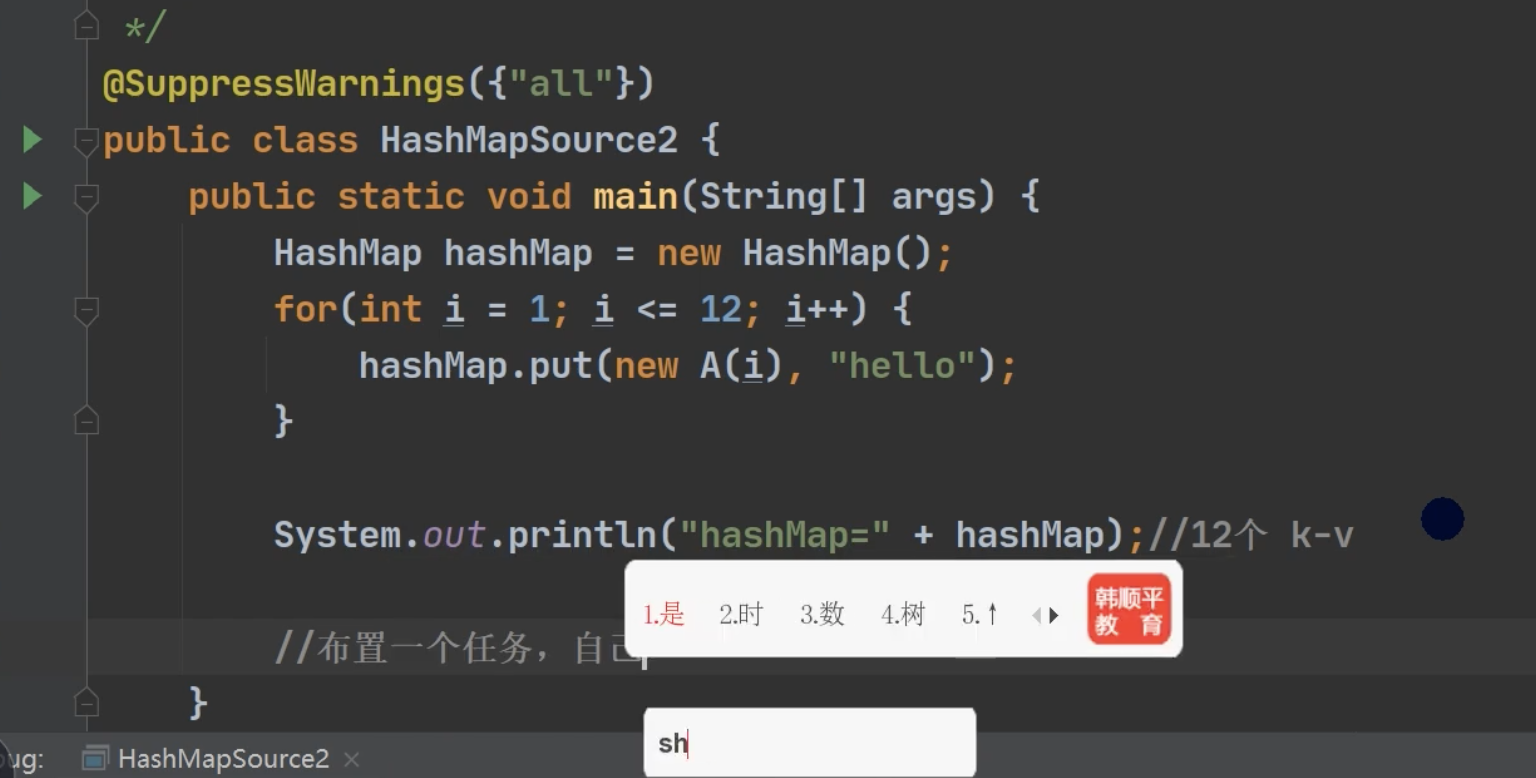 */
@SuppressWarnings({"all"})
public class HashMapSource2 {
public static void main(String[] args) {
HashMap hashMap = new HashMap();
for(int i = 1; i <= 12; i++) {
hashMap.put(new A(i), "hello");
}
System.out.println("hashMap=" + hashMap);//12个 k-v
1.是 2.时 3.数 4.树 5.↑
韩顺平
教 育
//布置一个任务，自己
}
sh
ug: HashMapSource2 ×